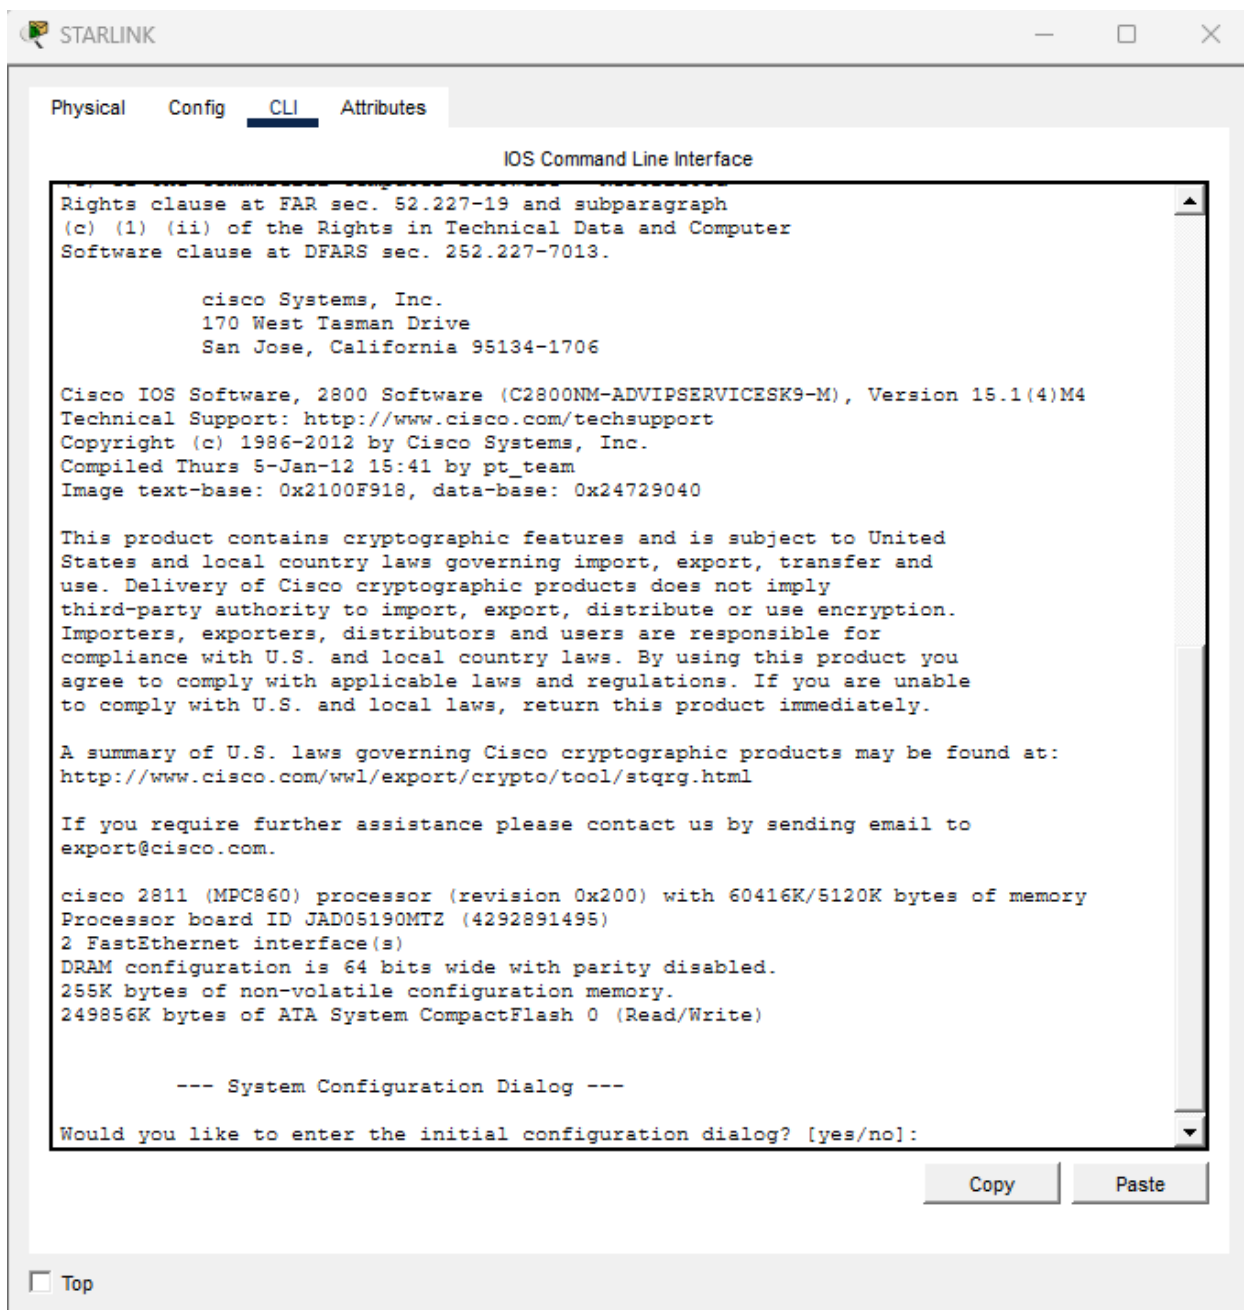 STARLINK
Physical Config CLI Attributes
IOS Command Line Interface
Rights clause at FAR sec. 52.227-19 and subparagraph
(c) (1) (ii) of the Rights in Technical Data and Computer
Software clause at DFARS sec. 252.227-7013.
cisco Systems, Inc.
170 West Tasman Drive
San Jose, California 95134-1706
Cisco IOS Software, 2800 Software (C2800NM-ADVIPSERVICESK9-M), Version 15.1(4)M4
Technical Support: http://www.cisco.com/techsupport
Copyright (c) 1986-2012 by Cisco Systems, Inc.
Compiled Thurs 5-Jan-12 15:41 by pt_team
Image text-base: 0x2100F918, data-base: 0x24729040
This product contains cryptographic features and is subject to United
States and local country laws governing import, export, transfer and
use. Delivery of Cisco cryptographic products does not imply
third-party authority to import, export, distribute or use encryption.
Importers, exporters, distributors and users are responsible for
compliance with U.S. and local country laws. By using this product you
agree to comply with applicable laws and regulations. If you are unable
to comply with U.S. and local laws, return this product immediately.
A summary of U.S. laws governing Cisco cryptographic products may be found at:
http://www.cisco.com/wwl/export/crypto/tool/stqrg.html
If you require further assistance please contact us by sending email to
export@cisco.com.
cisco 2811 (MPC860) processor (revision 0x200) with 60416K/5120K bytes of memory
Processor board ID JAD05190MTZ (4292891495)
2 FastEthernet interface(s)
DRAM configuration is 64 bits wide with parity disabled.
255K bytes of non-volatile configuration memory.
249856K bytes of ATA System CompactFlash 0 (Read/Write)
--- System Configuration Dialog ---
Would you like to enter the initial configuration dialog? [yes/no]:
Copy Paste
Top